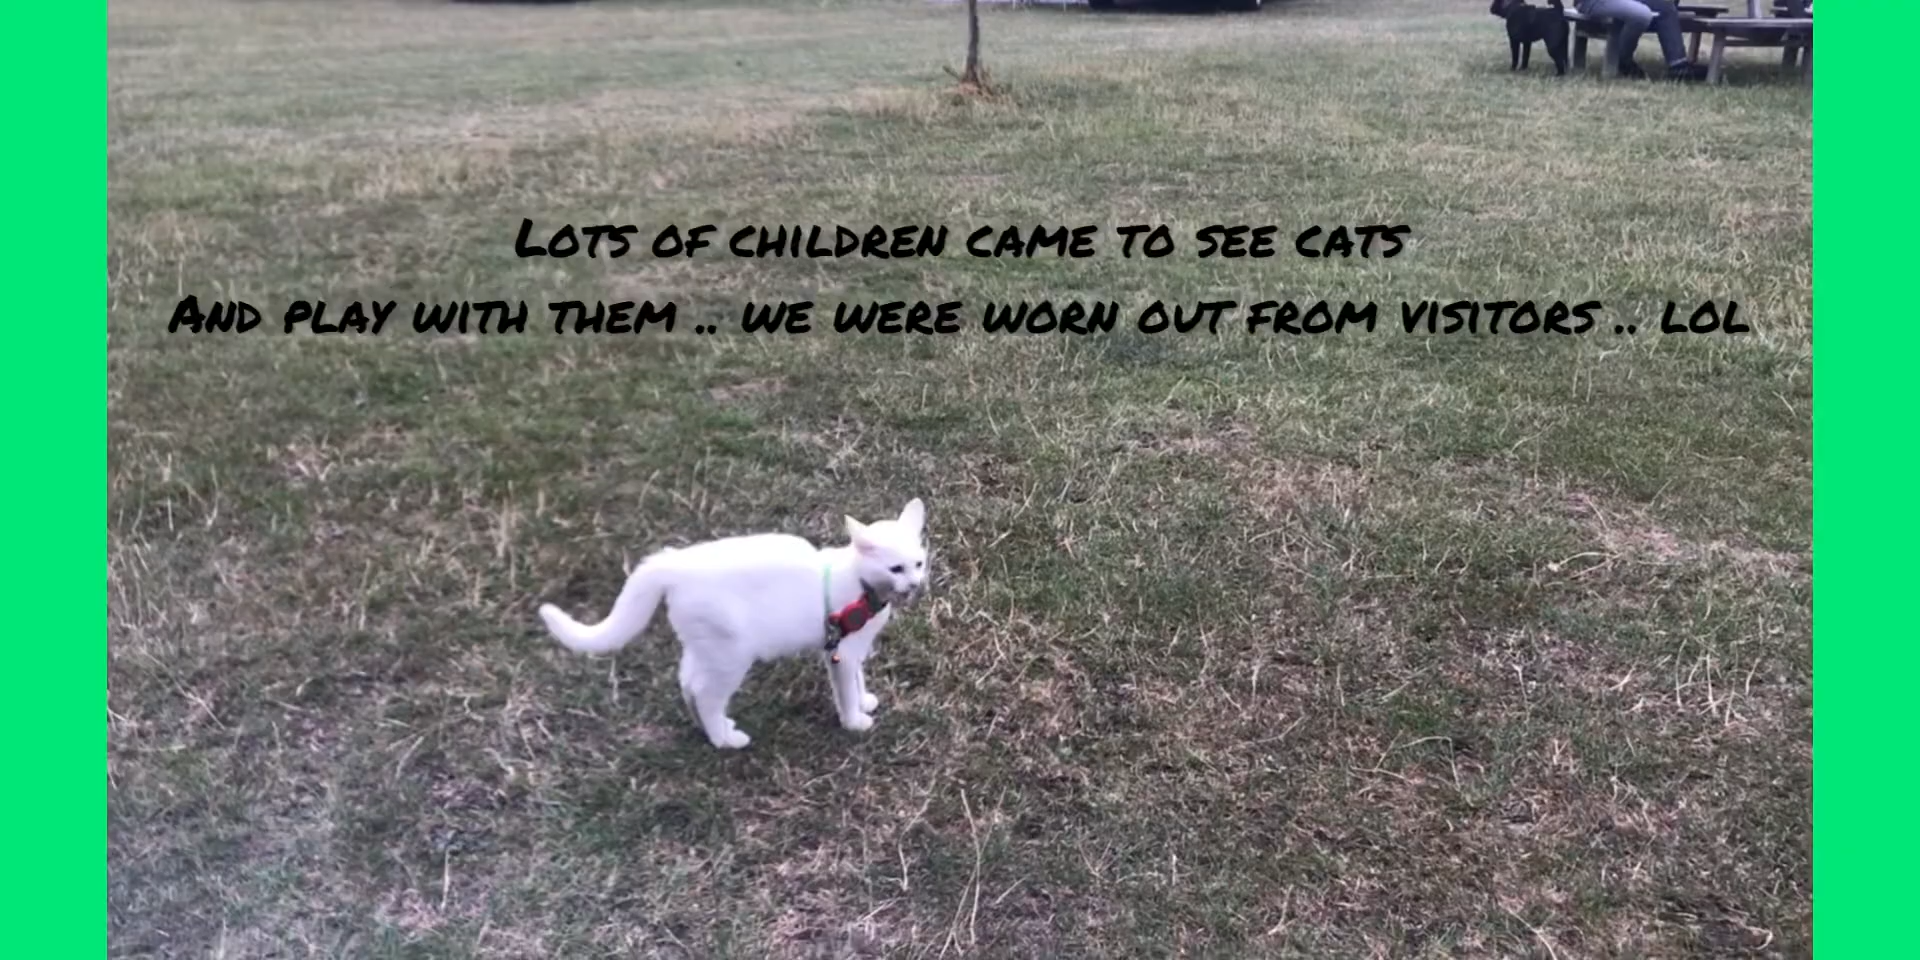 Lots of children came to see cats
And play with them .. we were worn out from visitors .. lol